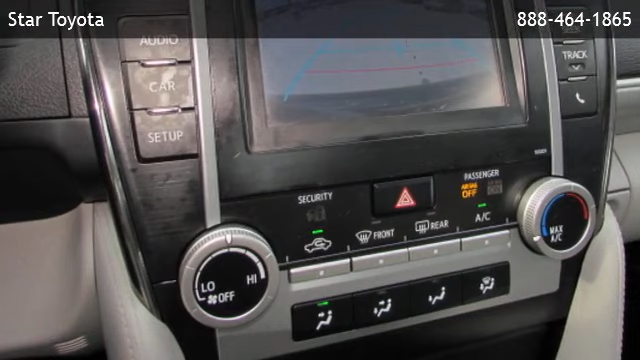 Star Toyota
888-464-1865
AUDIO
CAR
SETUP
TRACK
SECURITY
PASSENGER
AIR BAG
OFF
FRONT
REAR
A/C
LO
HI
OFF
MAX
A/C